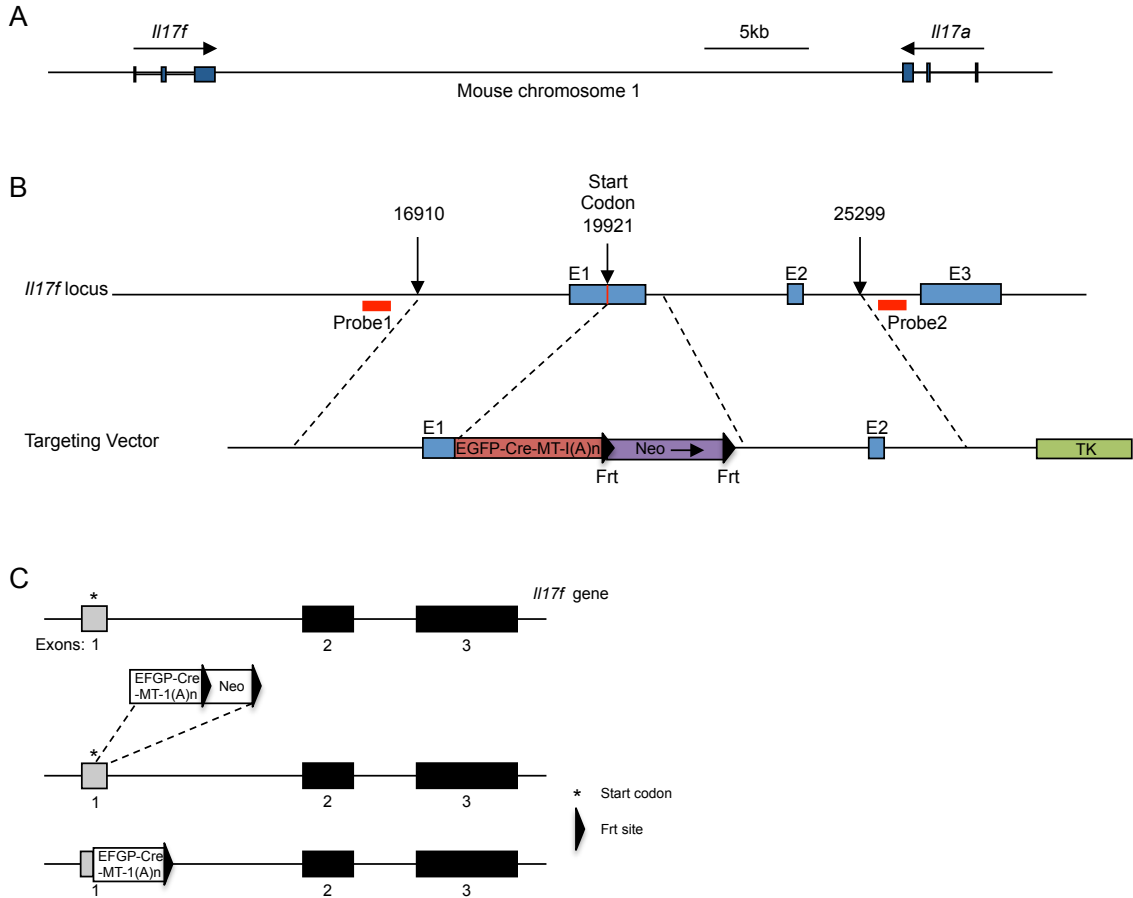 A
Il17f
5kb
Il17a
Mouse chromosome 1
B
Start
Codon
19921
16910
25299
E1
E2
E3
Il17f locus
Probe1
Probe2
Targeting Vector
E1
E2
EGFP-Cre-MT-I(A)n
Neo
TK
Frt
Frt
C
*
Il17f gene
Exons: 1
2
3
EFGP-Cre
-MT-1(A)n
Neo
*
1
2
3
* Start codon
Frt site
EFGP-Cre
-MT-1(A)n
1
2
3